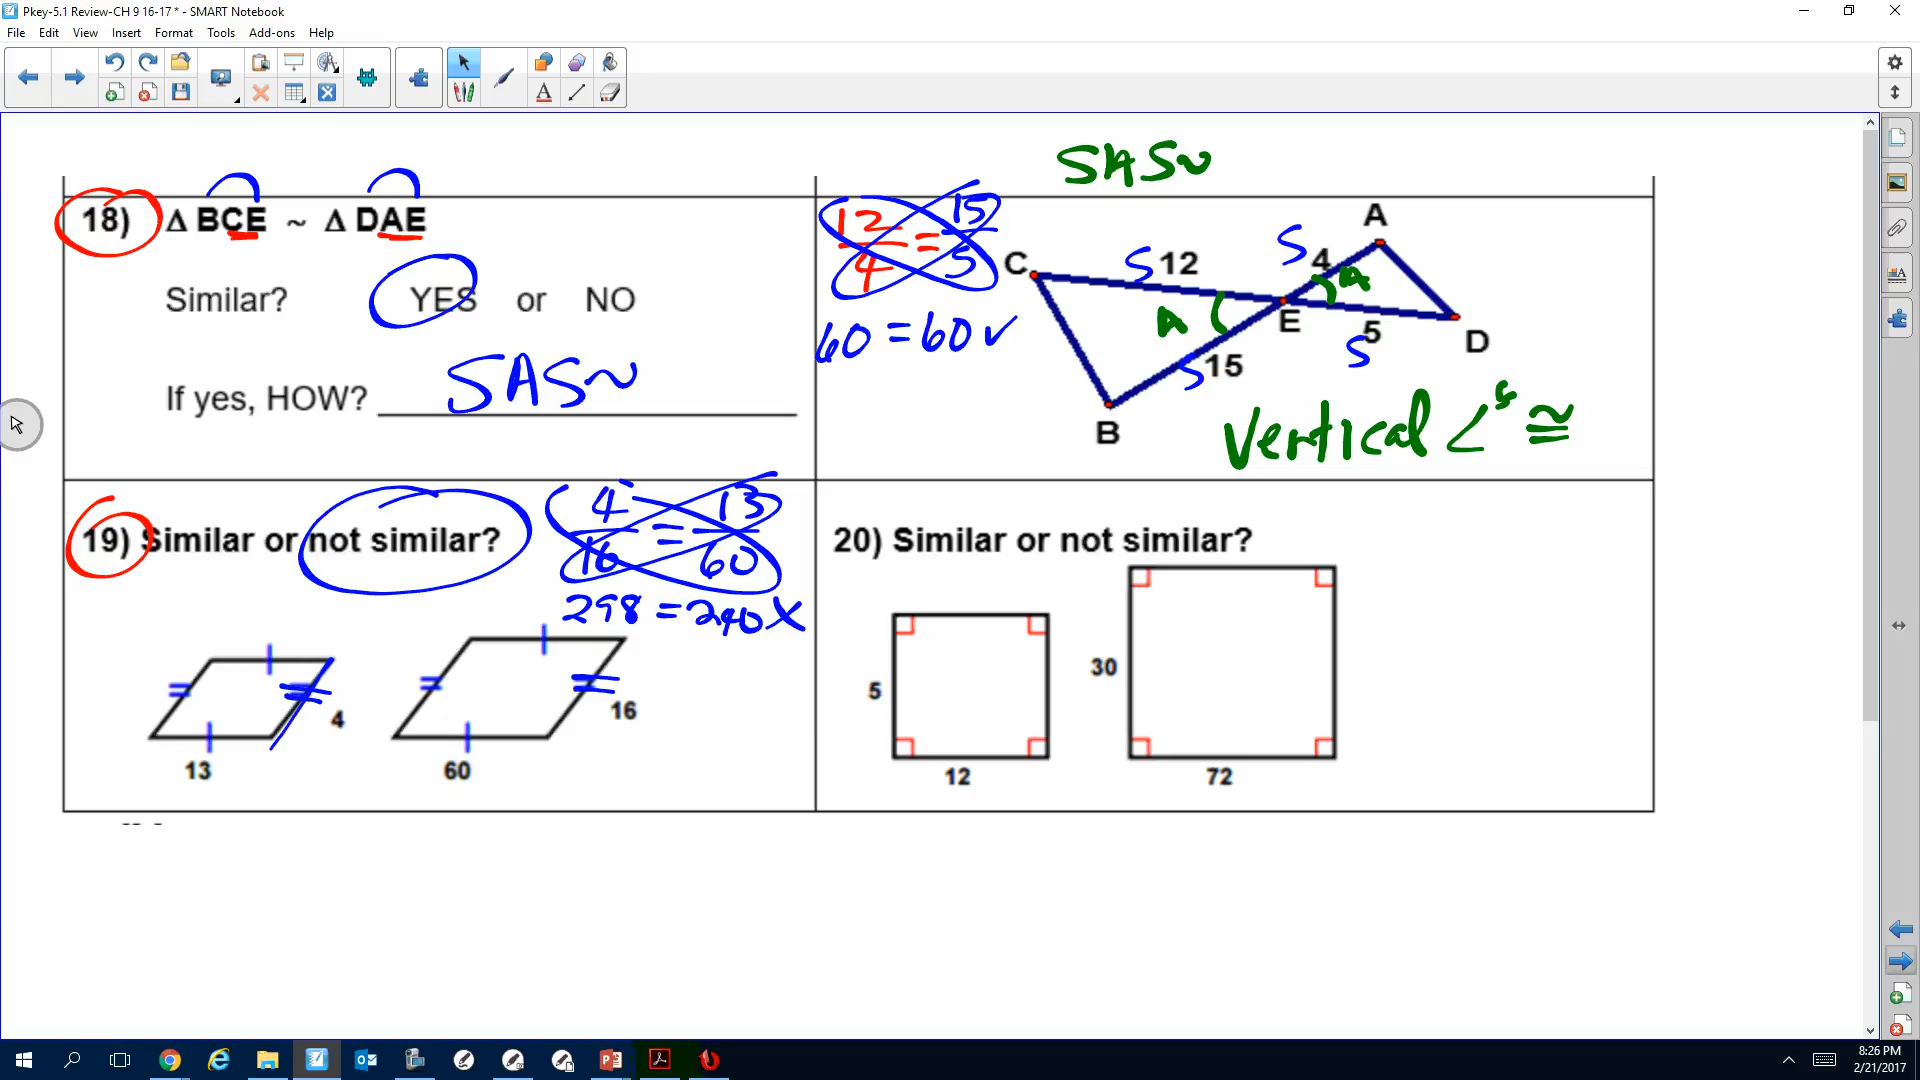 Pkey-5.1 Review-CH 9 16-17 * - SMART Notebook
File Edit View Insert Format Tools Add-ons Help
SAS~
18) Δ BCE ~ Δ DAE
Similar? YES or NO
If yes, HOW? SAS~
12/4 = 15/5
60 = 60 ✓
C
S 12
S 4
A
A
A
E
5
S
D
S 15
B
Vertical ∠s ≅
19) Similar or not similar?
4/16 = 13/60
298 = 240 X
4
13
16
60
20) Similar or not similar?
5
12
30
72
8:26 PM
2/21/2017